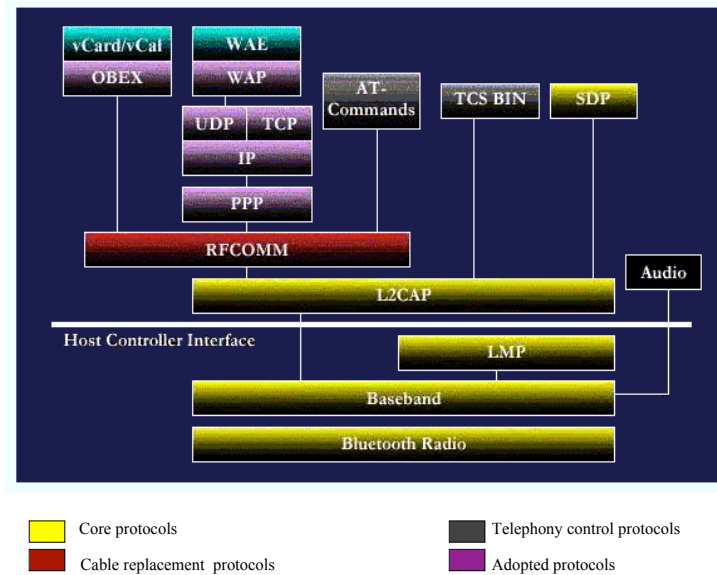 vCard/vCal
OBEX
WAE
WAP
AT-
Commands
TCS BIN
SDP
UDP
TCP
IP
PPP
RFCOMM
L2CAP
Audio
Host Controller Interface
LMP
Baseband
Bluetooth Radio
Core protocols
Telephony control protocols
Cable replacement protocols
Adopted protocols